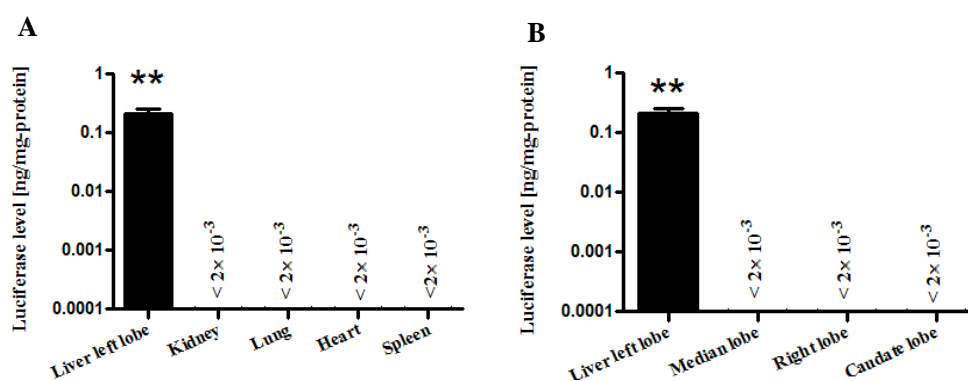 A
Luciferase level [ng/mg-protein]
1
0.1
0.01
0.001
0.0001
**
< 2× 10⁻³
< 2× 10⁻³
< 2× 10⁻³
<2× 10⁻³
Liver left lobe
Kidney
Lung
Heart
Spleen
B
Luciferase level [ng/mg-protein]
1
0.1
0.01
0.001
0.0001
**
< 2× 10⁻³
< 2× 10⁻³
< 2× 10⁻³
Liver left lobe
Median lobe
Right lobe
Caudate lobe